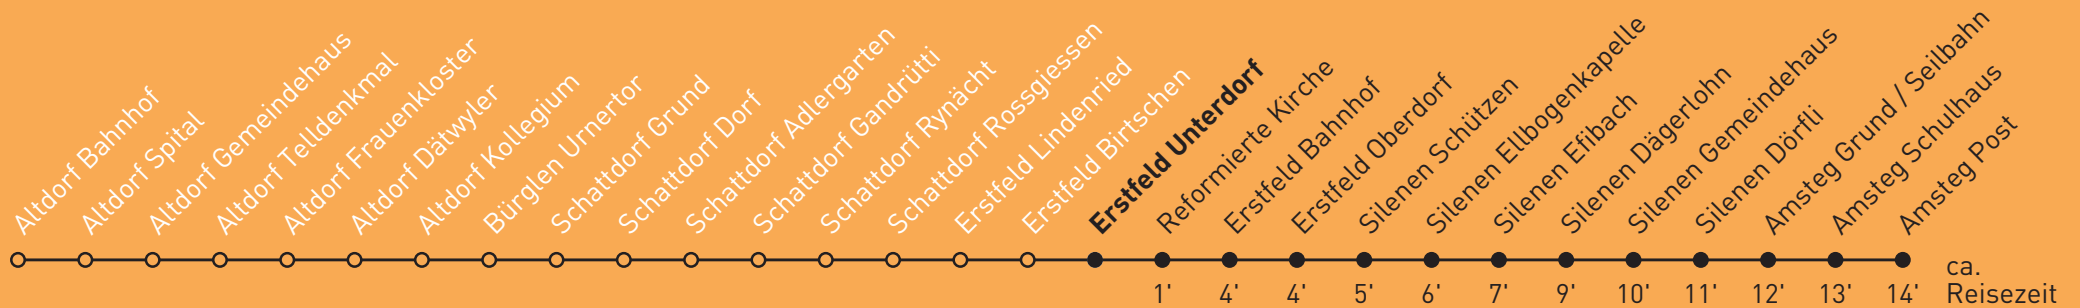 Altdorf Bahnhof
Altdorf Spital
Altdorf Gemeindehaus
Altdorf Telldenkmal
Altdorf Frauenkloster
Altdorf Dätwyler
Altdorf Kollegium
Bürglen Urnertor
Schattdorf Grund
Schattdorf Dorf
Schattdorf Adlergarten
Schattdorf Gandrütti
Schattdorf Rynächt
Schattdorf Rossgiessen
Erstfeld Lindenried
Erstfeld Birtschen
Erstfeld Unterdorf
Reformierte Kirche
Erstfeld Bahnhof
Erstfeld Oberdorf
Silenen Schützen
Silenen Ellbogenkapelle
Silenen Efibach
Silenen Dägerlohn
Silenen Gemeindehaus
Silenen Dörfli
Amsteg Grund / Seilbahn
Amsteg Schulhaus
Amsteg Post
1' 4' 4' 5' 6' 7' 9' 10' 11' 12' 13' 14'
ca.
Reisezeit